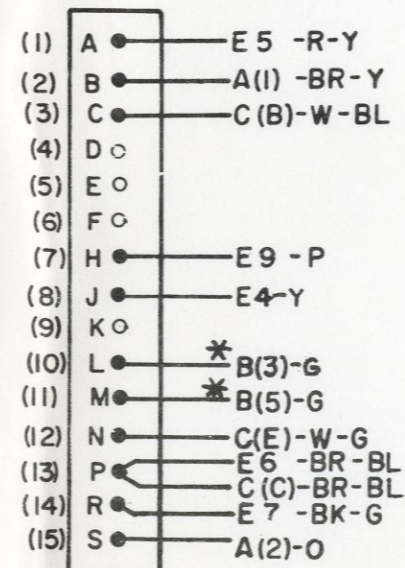 (1) A E5 -R-Y
(2) B A(1) -BR-Y
(3) C C(B)-W-BL
(4) D
(5) E
(6) F
(7) H E9 -P
(8) J E4-Y
(9) K
(10) L * B(3)-G
(11) M * B(5)-G
(12) N C(E)-W-G
(13) P E6 -BR-BL
C(C)-BR-BL
(14) R E7 -BK-G
(15) S A(2)-O